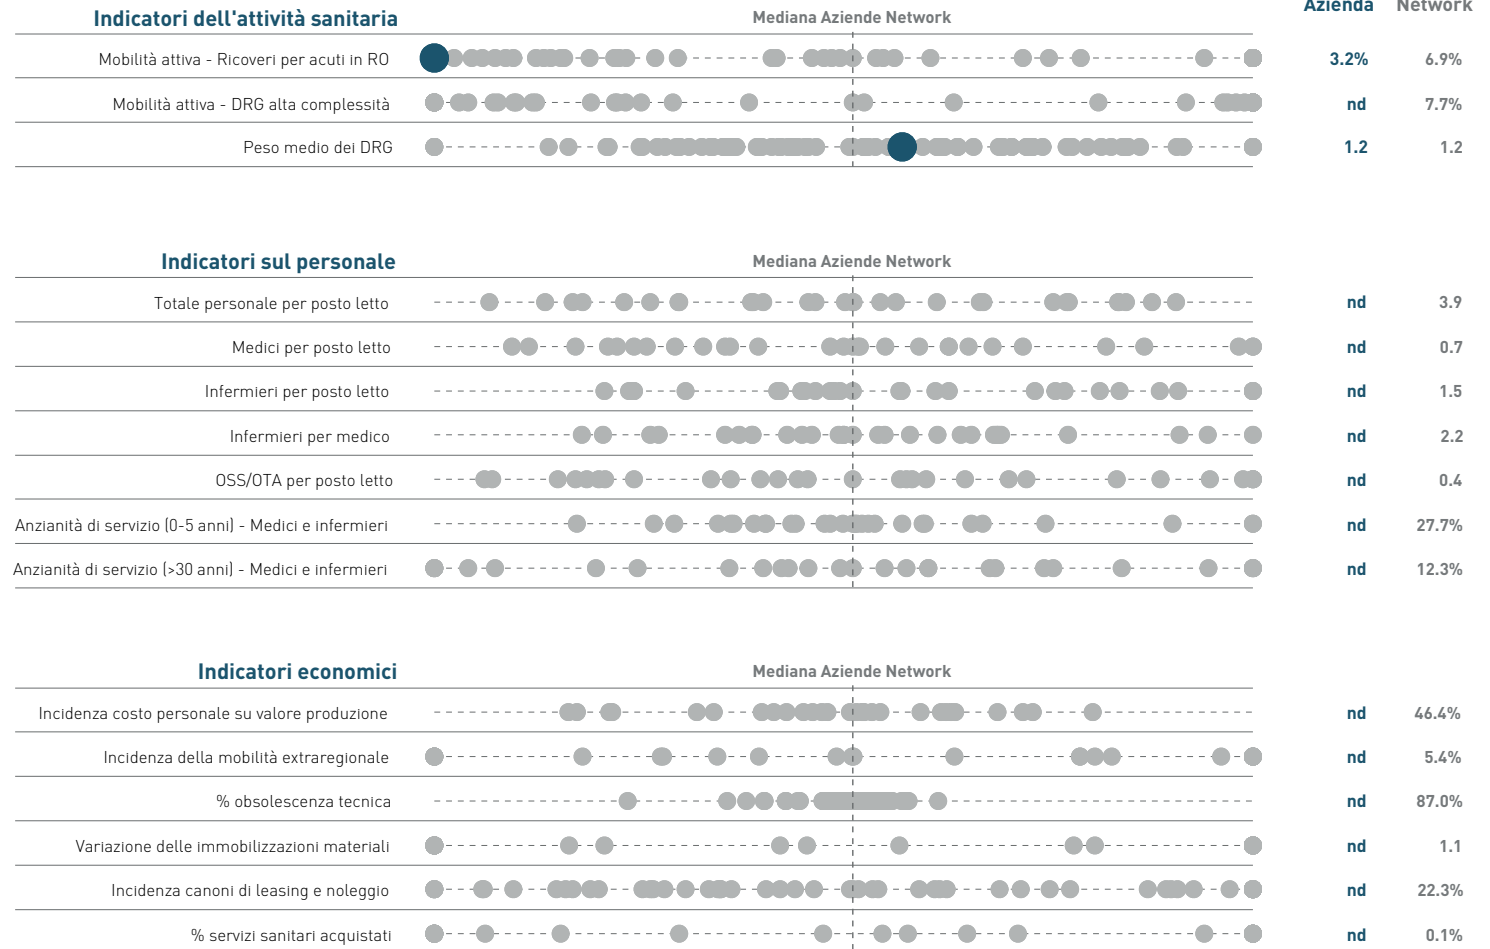 Azienda Network
Indicatori dell'attività sanitaria Mediana Aziende Network
Mobilità attiva - Ricoveri per acuti in RO 3.2% 6.9%
Mobilità attiva - DRG alta complessità nd 7.7%
Peso medio dei DRG 1.2 1.2
Indicatori sul personale Mediana Aziende Network
Totale personale per posto letto nd 3.9
Medici per posto letto nd 0.7
Infermieri per posto letto nd 1.5
Infermieri per medico nd 2.2
OSS/OTA per posto letto nd 0.4
Anzianità di servizio (0-5 anni) - Medici e infermieri nd 27.7%
Anzianità di servizio (>30 anni) - Medici e infermieri nd 12.3%
Indicatori economici Mediana Aziende Network
Incidenza costo personale su valore produzione nd 46.4%
Incidenza della mobilità extraregionale nd 5.4%
% obsolescenza tecnica nd 87.0%
Variazione delle immobilizzazioni materiali nd 1.1
Incidenza canoni di leasing e noleggio nd 22.3%
% servizi sanitari acquistati nd 0.1%